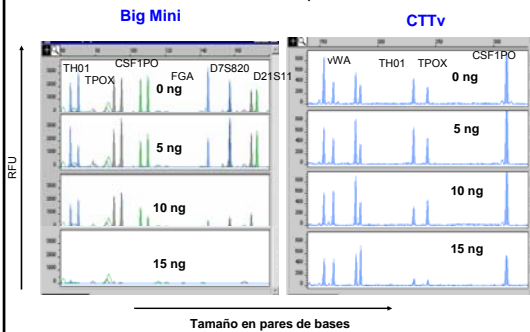 Big Mini
CTTv
TH01 TPOX CSF1PO FGA D7S820 D21S11
0 ng
5 ng
10 ng
15 ng
vWA TH01 TPOX CSF1PO
0 ng
5 ng
10 ng
15 ng
RFU
Tamaño en pares de bases